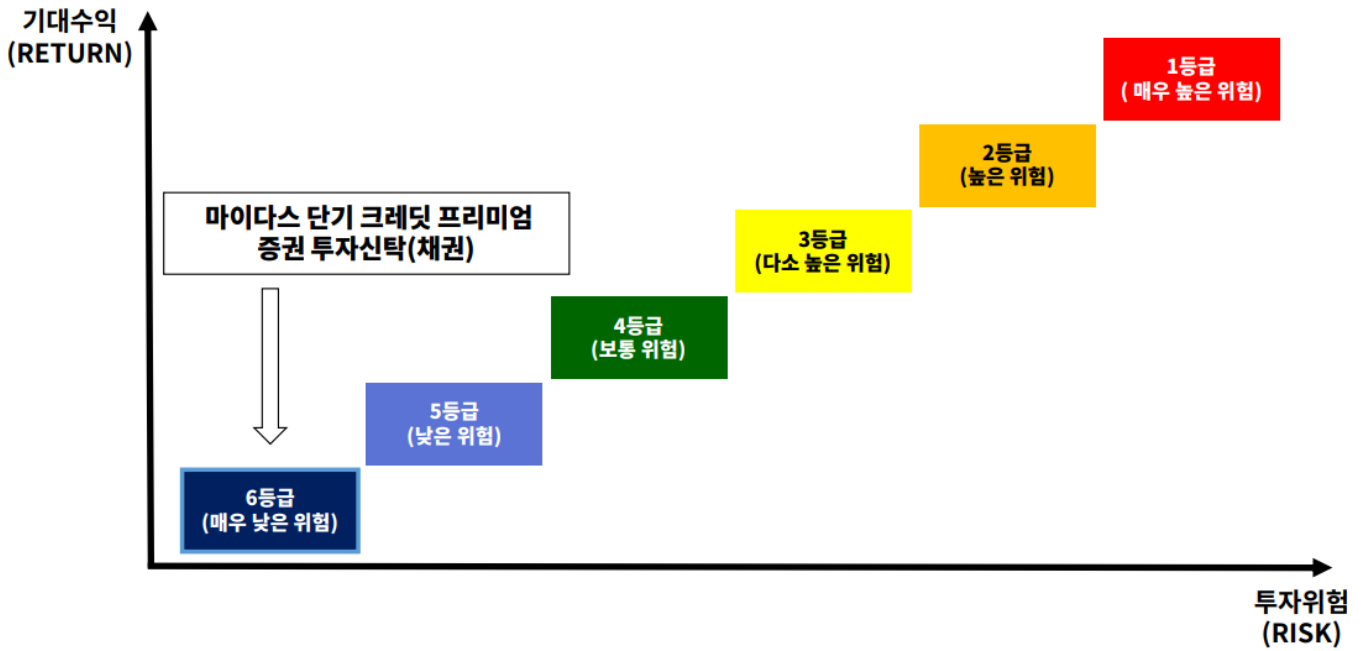 기대수익
(RETURN)
1등급
( 매우 높은 위험)
2등급
(높은 위험)
마이다스 단기 크레딧 프리미엄
증권 투자신탁(채권)
3등급
(다소 높은 위험)
4등급
(보통 위험)
5등급
(낮은 위험)
6등급
(매우 낮은 위험)
투자위험
(RISK)